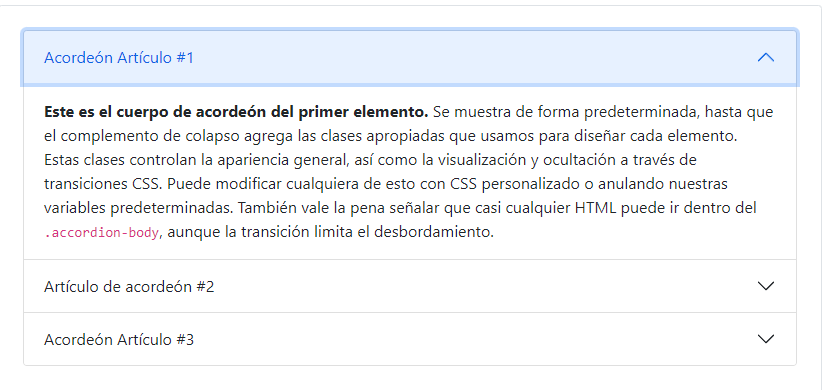 Acordeón Artículo #1
Este es el cuerpo de acordeón del primer elemento. Se muestra de forma predeterminada, hasta que
el complemento de colapso agrega las clases apropiadas que usamos para diseñar cada elemento.
Estas clases controlan la apariencia general, así como la visualización y ocultación a través de
transiciones CSS. Puede modificar cualquiera de esto con CSS personalizado o anulando nuestras
variables predeterminadas. También vale la pena señalar que casi cualquier HTML puede ir dentro del
.accordion-body, aunque la transición limita el desbordamiento.
Artículo de acordeón #2
Acordeón Artículo #3